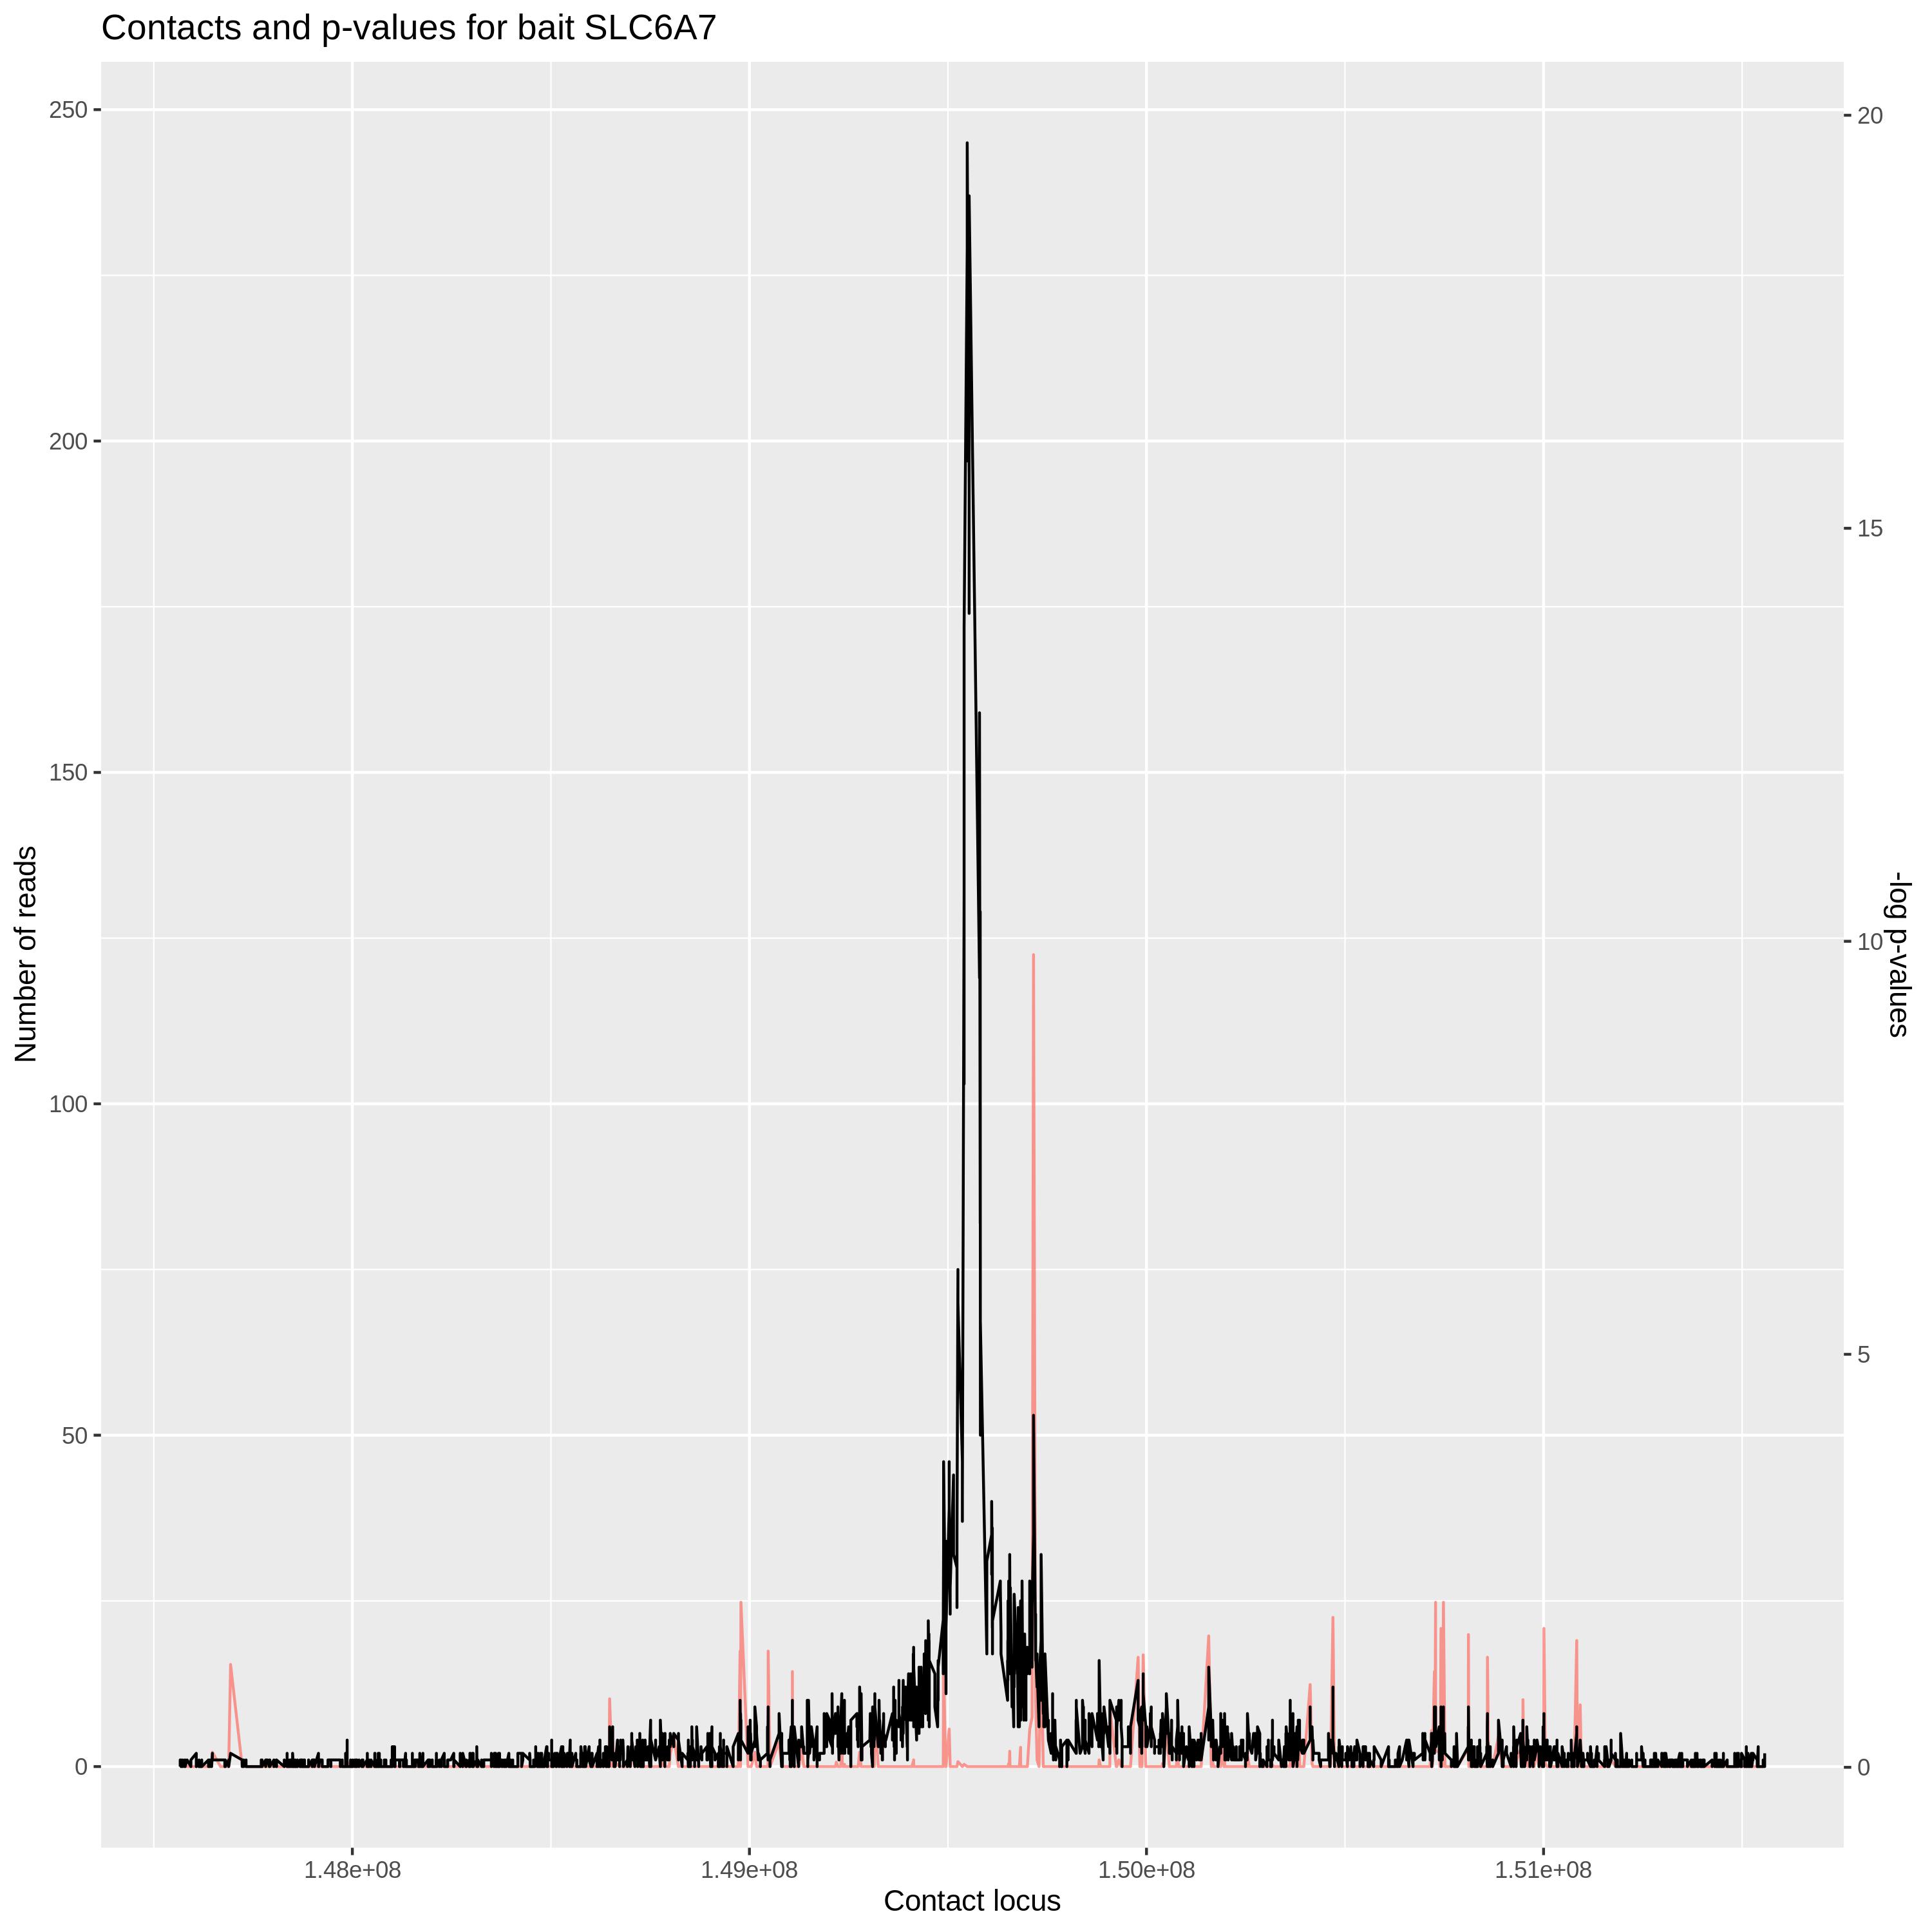 Contacts and p-values for bait SLC6A7
250
200
150
100
50
0
Number of reads
20
15
10
5
0
-log p-values
1.48e+08
1.49e+08
1.50e+08
1.51e+08
Contact locus